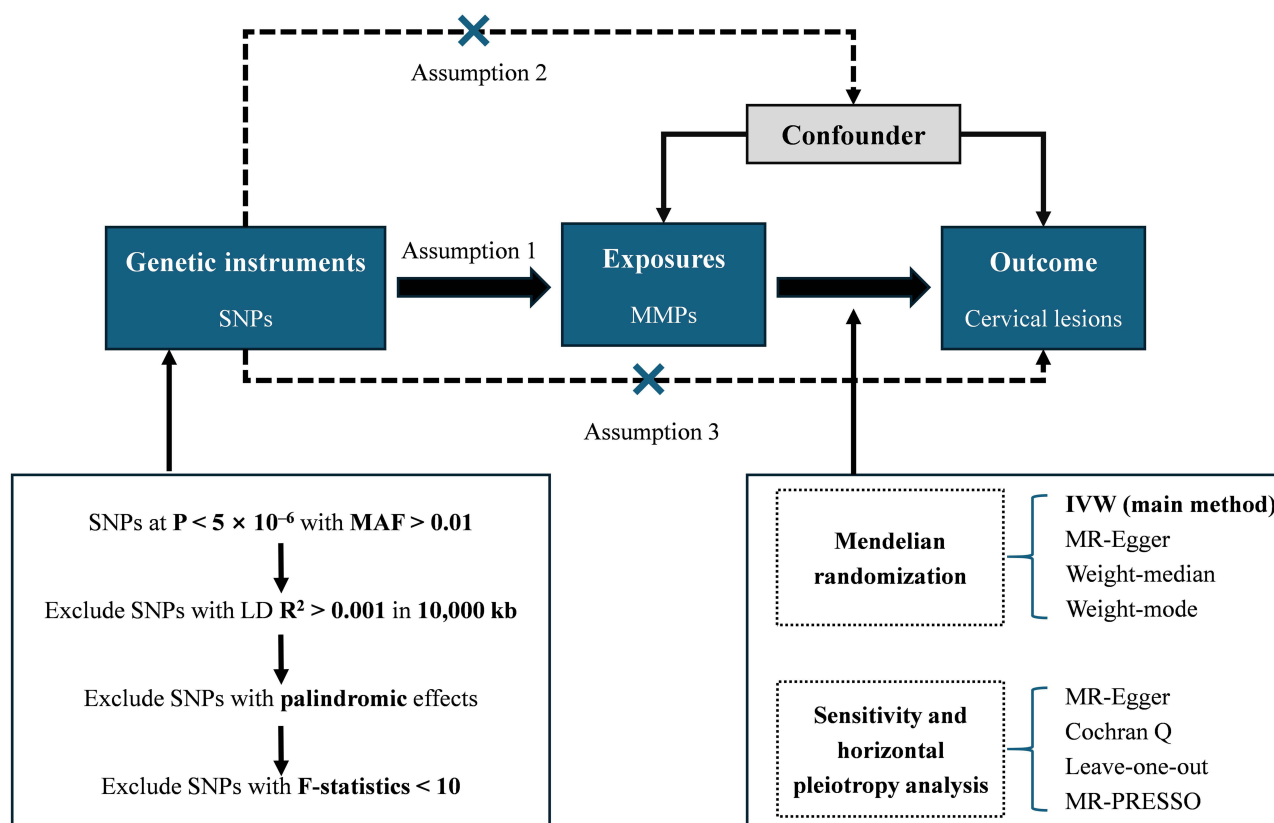 Assumption 2
Confounder
Genetic instruments
SNPs
Assumption 1
Exposures
MMPs
Outcome
Cervical lesions
Assumption 3
SNPs at P < 5 × 10⁻⁶ with MAF > 0.01
Exclude SNPs with LD R² > 0.001 in 10,000 kb
Exclude SNPs with palindromic effects
Exclude SNPs with F-statistics < 10
Mendelian
randomization
IVW (main method)
MR-Egger
Weight-median
Weight-mode
Sensitivity and
horizontal
pleiotropy analysis
MR-Egger
Cochran Q
Leave-one-out
MR-PRESSO